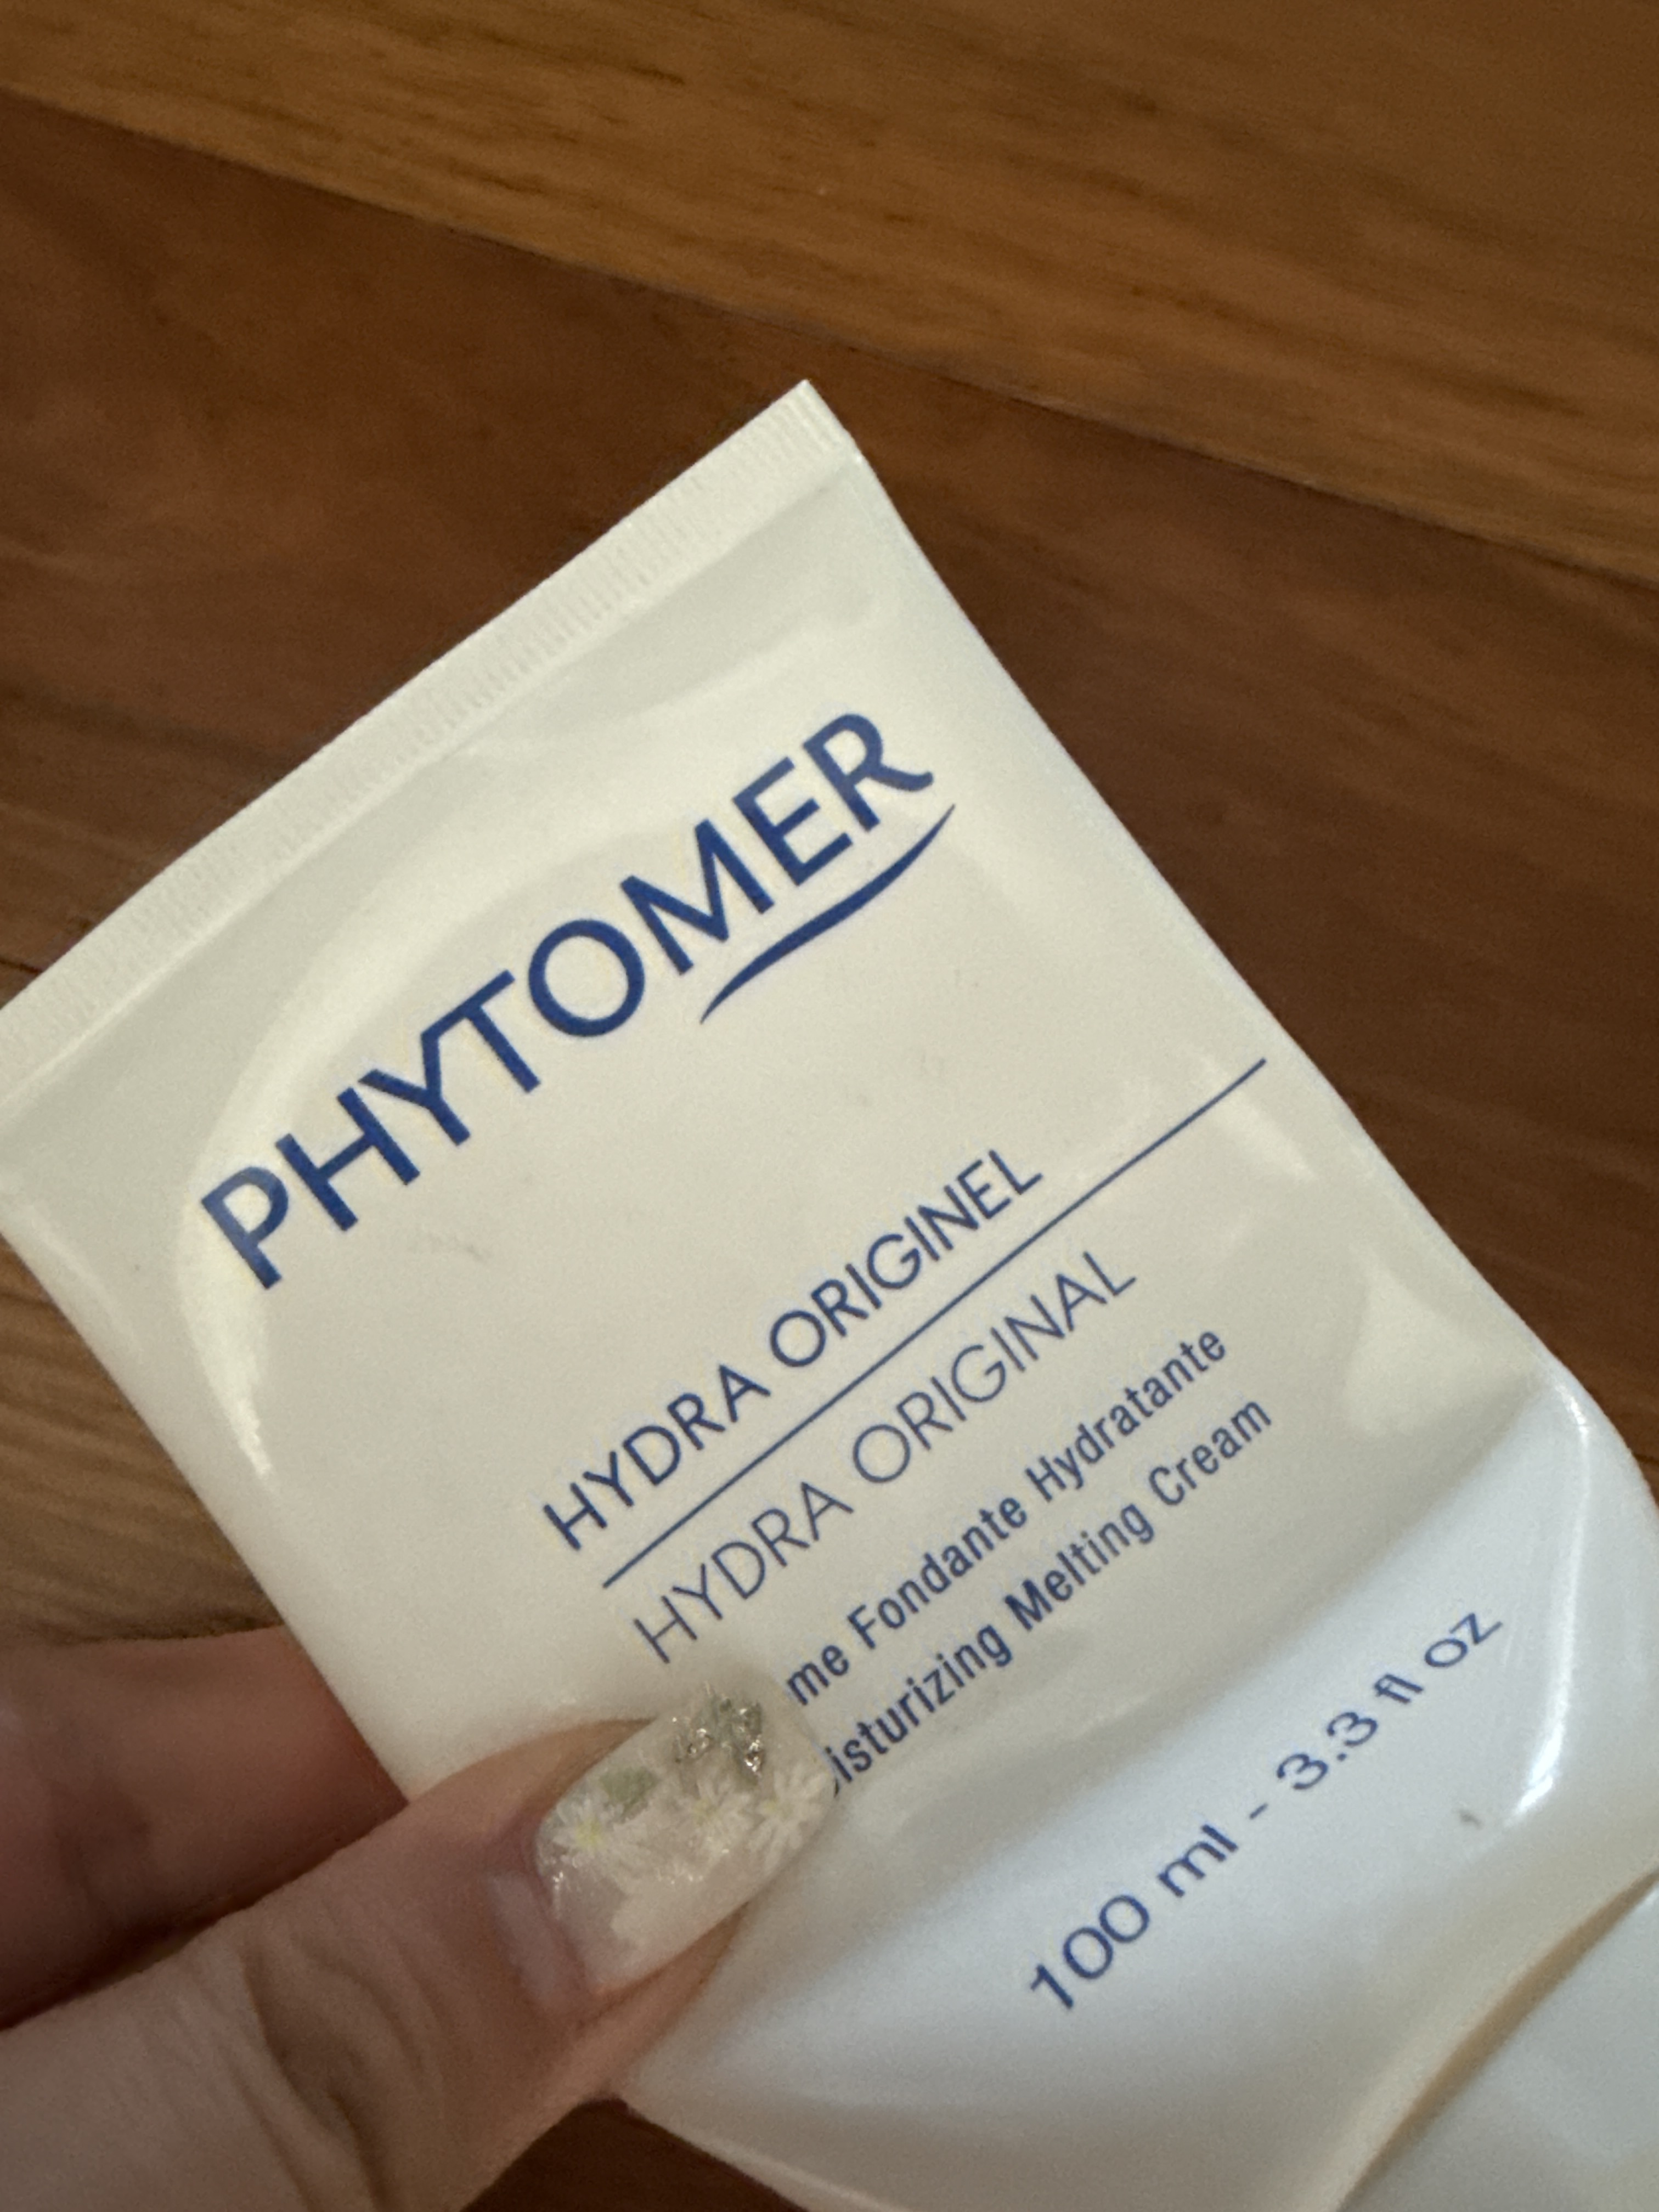 PHYTOMER
HYDRA ORIGINEL
HYDRA ORIGINAL
Fondante Hydratante
Melting Cream
100 ml - 3.3 fl oz